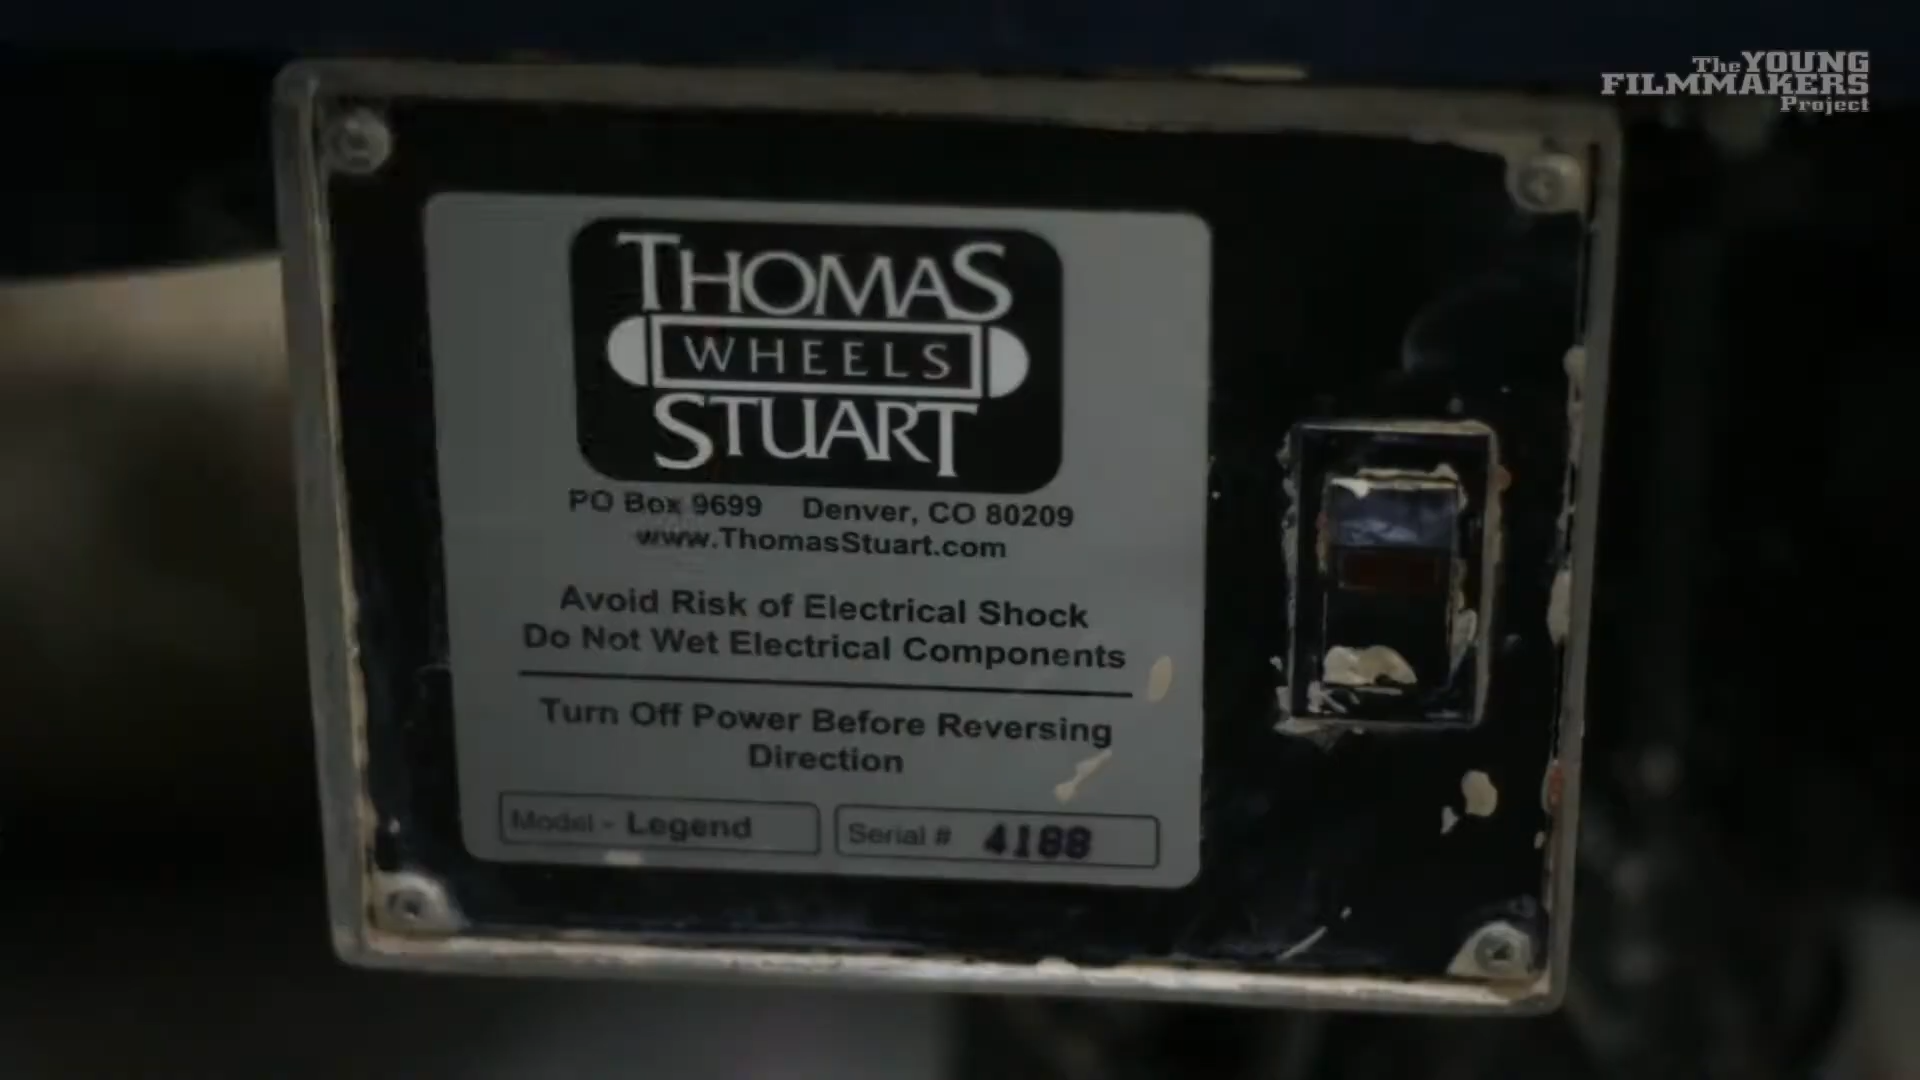 The YOUNG
FILMMAKERS
Project
THOMAS
WHEELS
STUART
PO Box 9699 Denver, CO 80209
www.ThomasStuart.com
Avoid Risk of Electrical Shock
Do Not Wet Electrical Components
Turn Off Power Before Reversing
Direction
Model - Legend
Serial # 4188